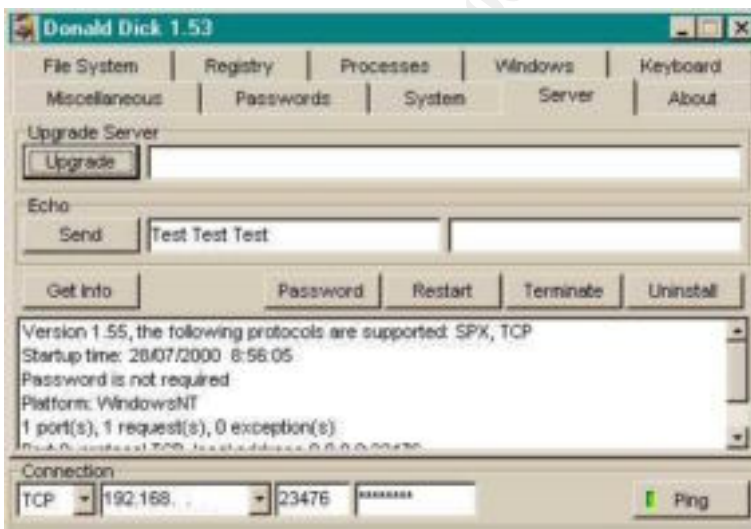 Donald Dick 1.53
File System Registry Processes Windows Keyboard
Miscellaneous Passwords System Server About
Upgrade Server
Upgrade
Echo
Send Test Test Test
Get Info Password Restart Terminate Uninstall
Version 1.55, the following protocols are supported: SPX, TCP
Startup time: 28/07/2000 8:56:05
Password is not required
Platform: WindowsNT
1 port(s), 1 request(s), 0 exception(s)
Connection
TCP 192.168. . 23476 ******** Ping